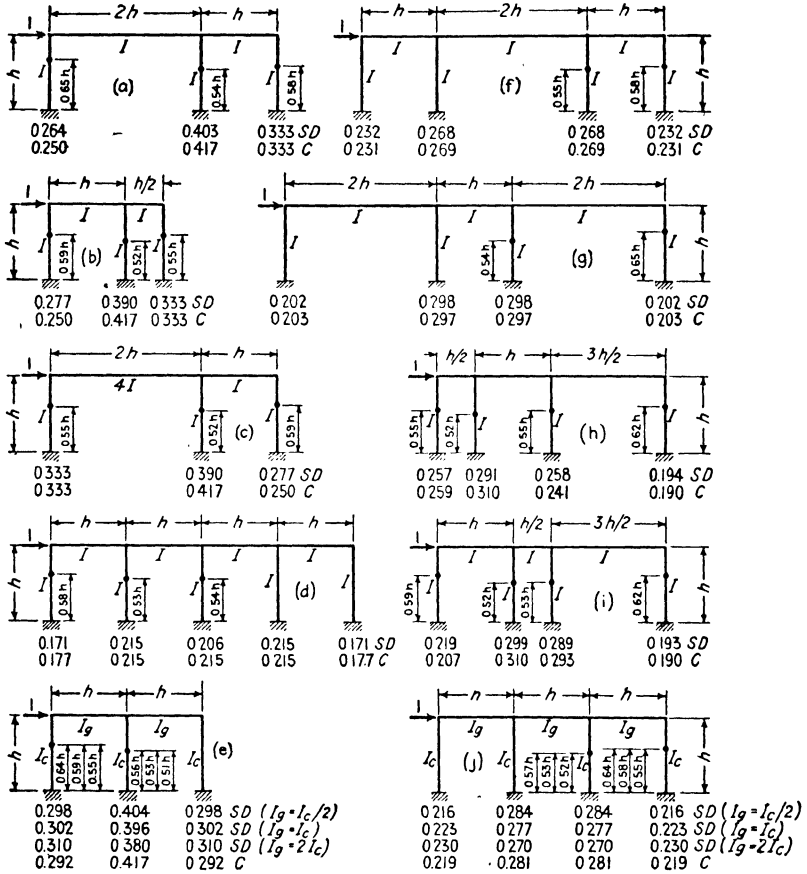 2h h
2h
h h
1 I I
1 I I I
h I I I
I I I I h
0.65h 0.54h 0.58h
0.55h 0.58h
(a)
(f)
0 264 0.403 0.333 SD
0.250 0.417 0.333 C
0 232 0 268 0 268 0 232 SD
0 231 0 269 0.269 0.231 C
h h/2
2h h 2h
1 I I
1 I I I
h I I I
I I I I h
0.59h 0.52h 0.55h
0.54h 0.65h
(b)
(g)
0.277 0 390 0 333 SD
0.250 0.417 0.333 C
0 202 0 298 0 298 0 202 SD
0 203 0 297 0.297 0 203 C
2h h
h/2 h 3h/2
1 4I I
1 I I I
h I I I
I I I I h
0.55h 0.52h 0.59h
0.55h 0.52h 0.55h 0.62h
(c)
(h)
0 333 0 390 0 277 SD
0 333 0.417 0 250 C
0 257 0 291 0 258 0.194 SD
0 259 0 310 0 241 0.190 C
h h h h
h h/2 3h/2
1 I I I I
1 I I I
h I I I I I
I I I I h
0.58h 0.53h 0.54h
0.59h 0.52h 0.53h 0.62h
(d)
(i)
0.171 0 215 0 206 0.215 0 171 SD
0 177 0.215 0 215 0 215 0 17.7 C
0 219 0 299 0 289 0 193 SD
0 207 0 310 0 293 0.190 C
h h
h h h
1 Ig Ig
1 Ig Ig Ig
h Ic Ic Ic
Ic Ic Ic Ic h
0.64h 0.59h 0.55h 0.56h 0.53h 0.51h
0.57h 0.53h 0.52h 0.64h 0.58h 0.55h
(e)
(j)
0.298 0.404 0 298 SD (Ig = Ic/2)
0 302 0.396 0 302 SD (Ig = Ic)
0 310 0 380 0 310 SD (Ig = 2Ic)
0 292 0.417 0 292 C
0 216 0 284 0 284 0 216 SD (Ig = Ic/2)
0 223 0 277 0 277 0.223 SD (Ig = Ic)
0 230 0 270 0 270 0.230 SD (Ig = 2Ic)
0.219 0.281 0 281 0 219 C